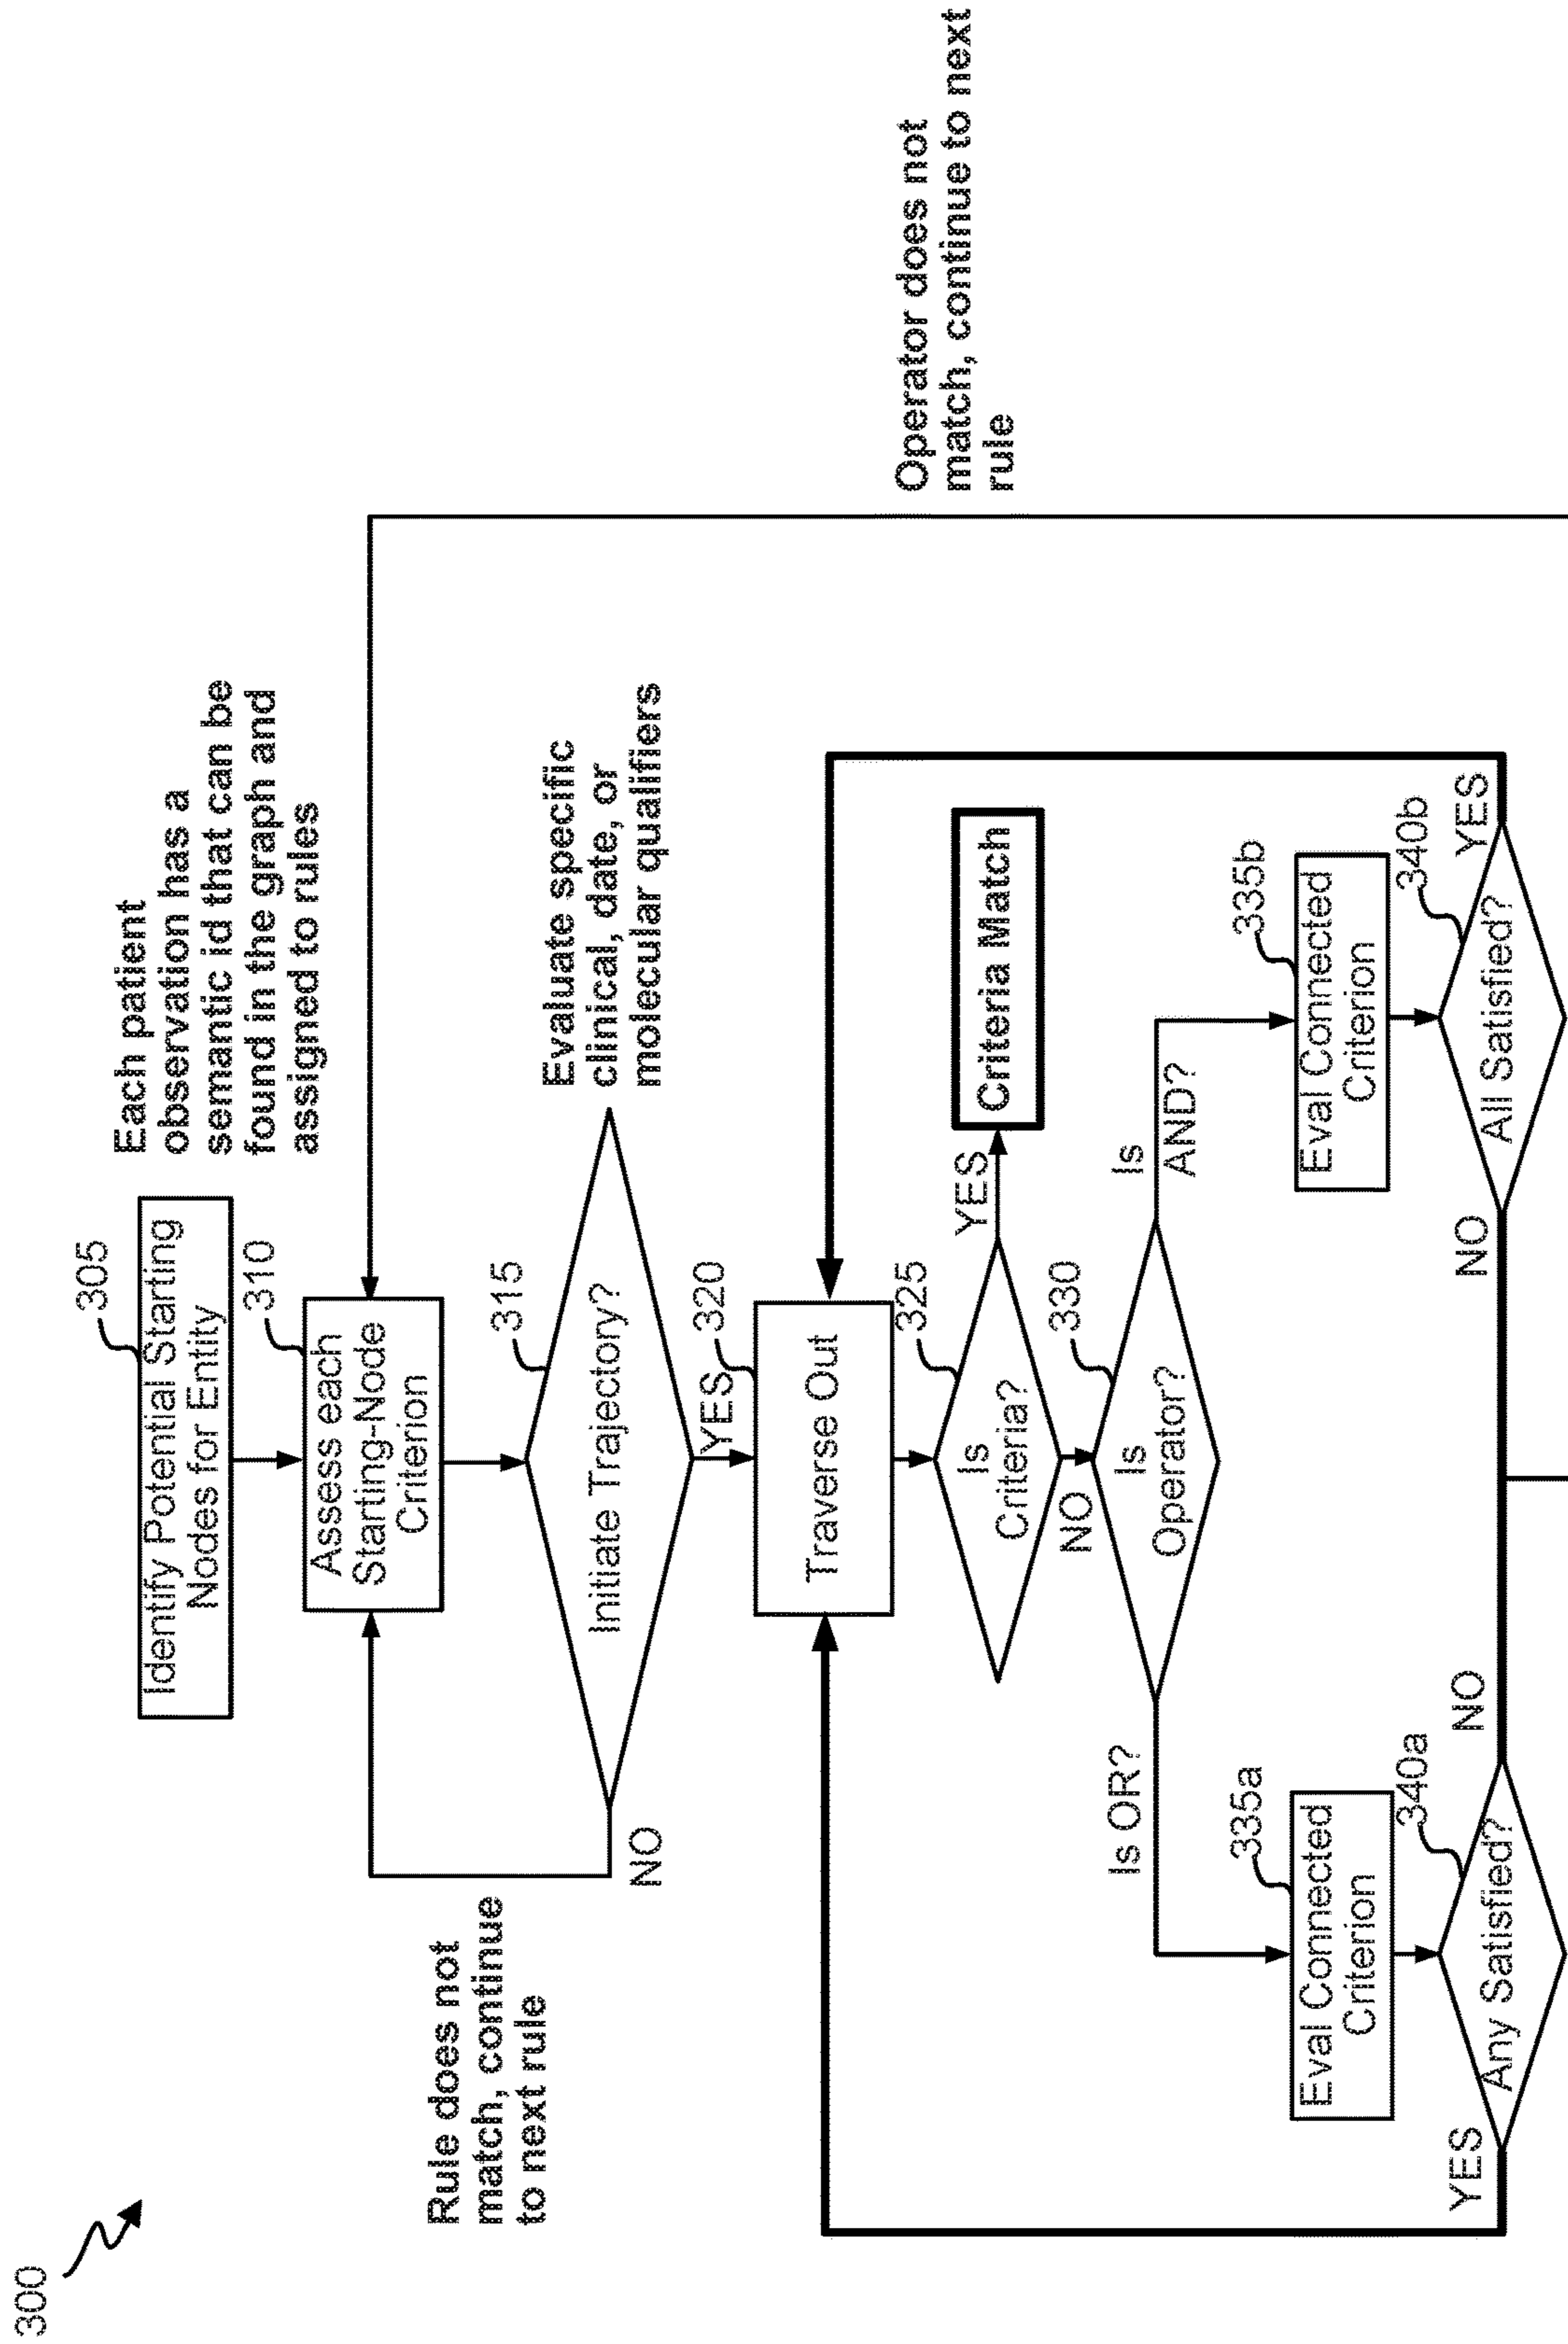 300
305
Identify Potential Starting
Nodes for Entity
Each patient
observation has a
semantic id that can be
found in the graph and
assigned to rules
310
Assess each
Starting-Node
Criterion
Rule does not
match, continue
to next rule
315
Initiate Trajectory?
NO
YES
Evaluate specific
clinical, date, or
molecular qualifiers
320
Traverse Out
325
Is
Criteria?
YES
Criteria Match
NO
Operator does not
match, continue to next
rule
330
Is
Operator?
Is OR?
Is
AND?
335a
Eval Connected
Criterion
335b
Eval Connected
Criterion
340a
Any Satisfied?
YES
NO
340b
All Satisfied?
NO
YES